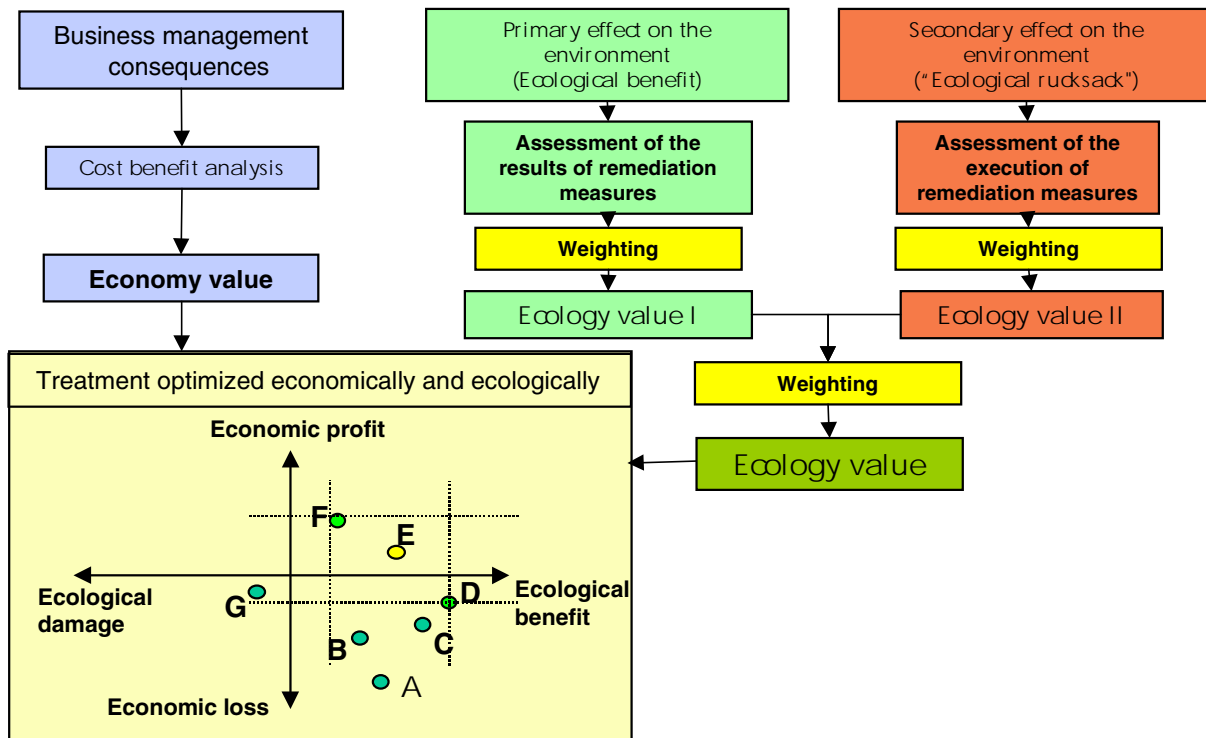 Business management
consequences
Cost benefit analysis
Economy value
Primary effect on the
environment
(Ecological benefit)
Assessment of the
results of remediation
measures
Weighting
Ecology value I
Secondary effect on the
environment
("Ecological rucksack")
Assessment of the
execution of
remediation measures
Weighting
Ecology value II
Weighting
Ecology value
Treatment optimized economically and ecologically
Economic profit
F
E
Ecological
damage
G
D
Ecological
benefit
B
C
A
Economic loss